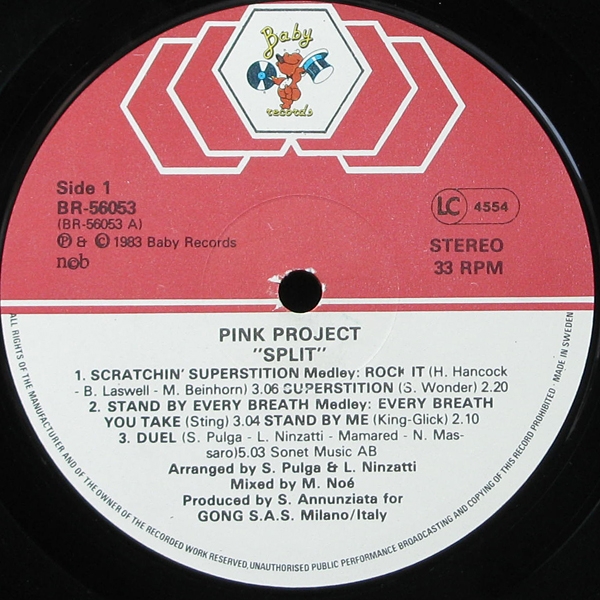 Baby
records
Side 1
BR-56053
(BR-56053 A)
Ⓟ & © 1983 Baby Records
n©b
LC 4554
STEREO
33 RPM
PINK PROJECT
"SPLIT"
1. SCRATCHIN' SUPERSTITION Medley: ROCK IT (H. Hancock
- B. Laswell - M. Beinhorn) 3.06 SUPERSTITION (S. Wonder) 2.20
2. STAND BY EVERY BREATH Medley: EVERY BREATH
YOU TAKE (Sting) 3.04 STAND BY ME (King-Glick) 2.10
3. DUEL (S. Pulga - L. Ninzatti - Mamared - N. Mas-
saro)5.03 Sonet Music AB
Arranged by S. Pulga & L. Ninzatti
Mixed by M. Noé
Produced by S. Annunziata for
GONG S.A.S. Milano/Italy
ALL RIGHTS OF THE MANUFACTURER AND OF THE OWNER OF THE RECORDED WORK RESERVED, UNAUTHORISED PUBLIC PERFORMANCE BROADCASTING AND COPYING OF THIS RECORD PROHIBITED · MADE IN SWEDEN